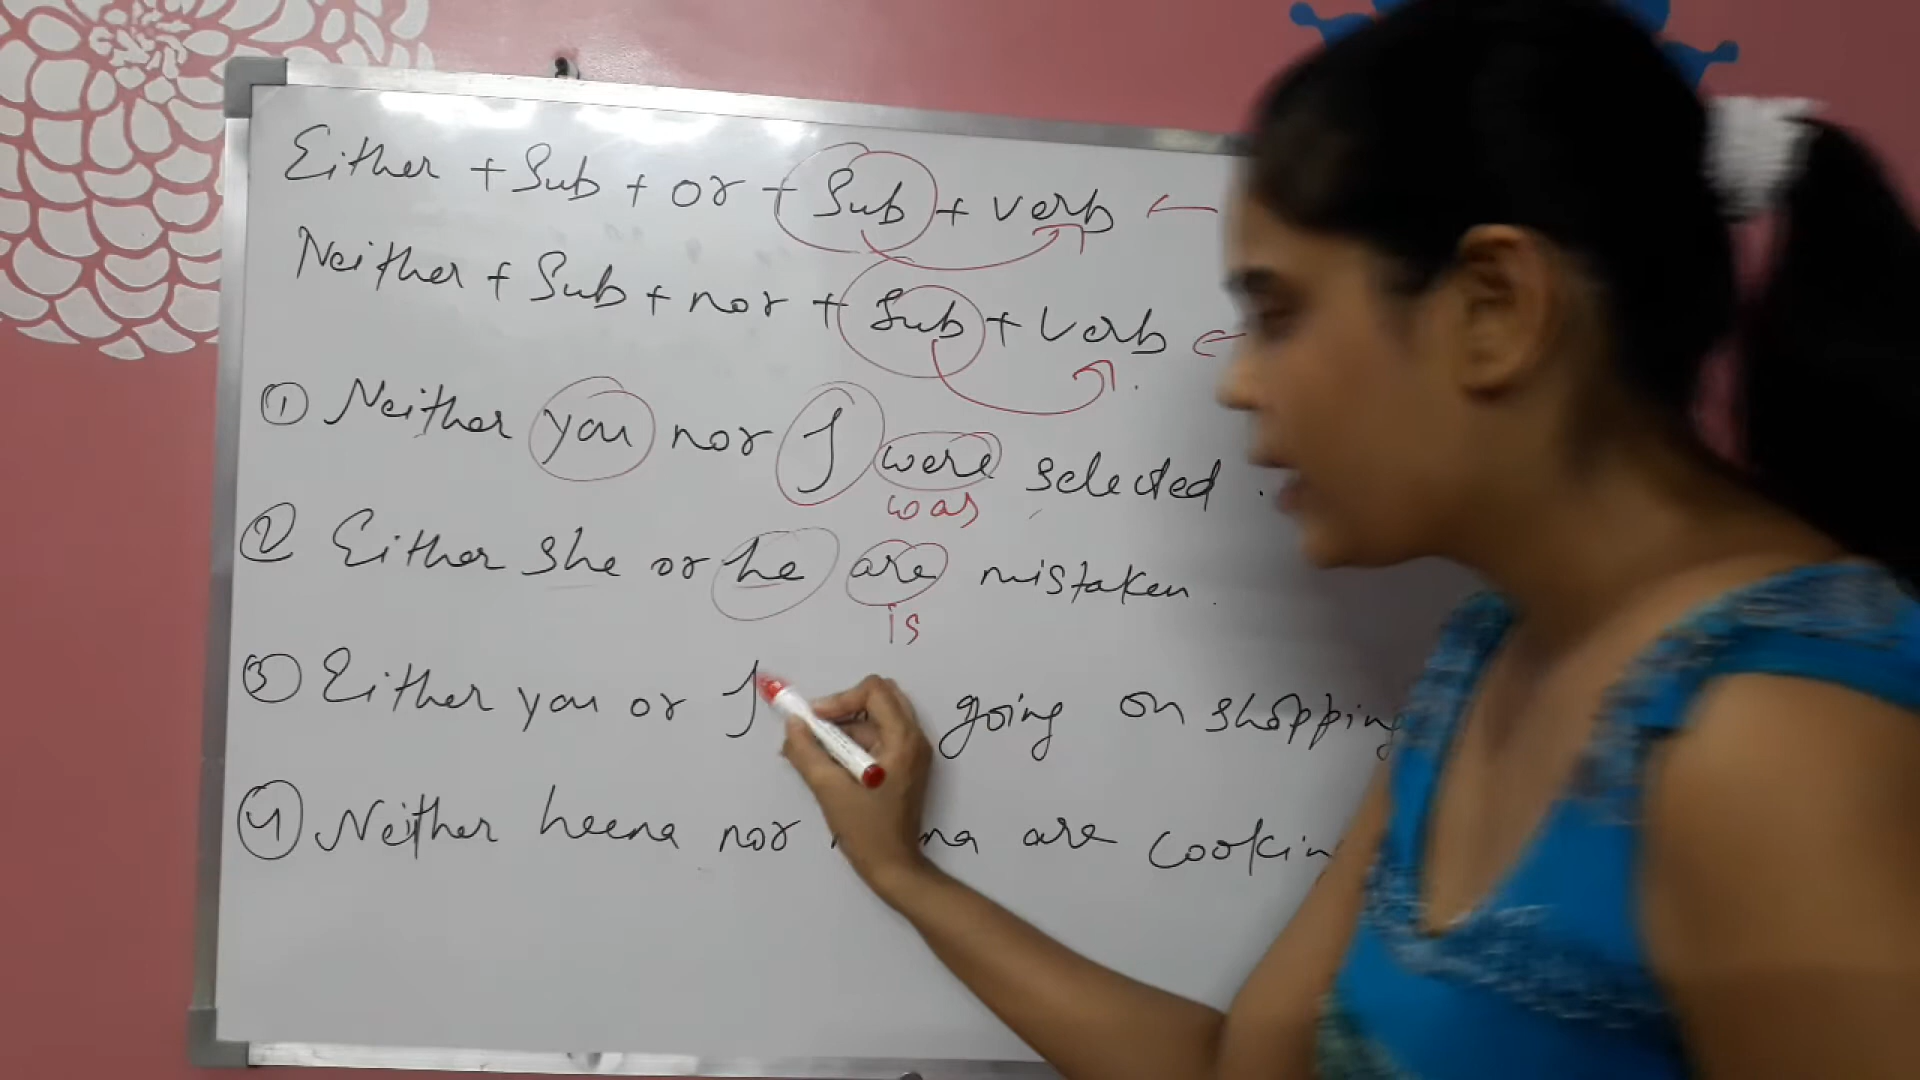 Either + Sub + or + Sub + Verb ←
Neither + Sub + nor + Sub + Verb ←
① Neither you nor I were selected.
was
② Either she or he are mistaken.
is
③ Either you or I going on shopping
④ Neither heena nor are cooking